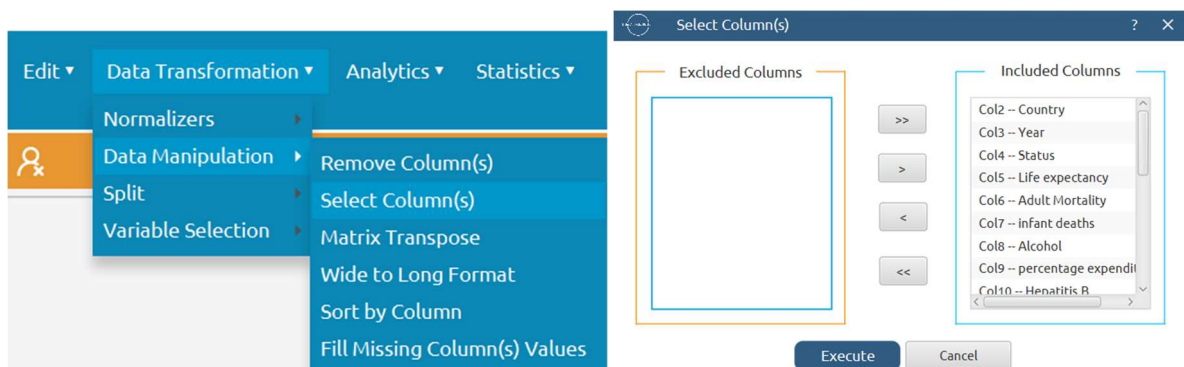 Edit ▾ Data Transformation ▾ Analytics ▾ Statistics ▾
Normalizers
Data Manipulation
Split
Variable Selection
Remove Column(s)
Select Column(s)
Matrix Transpose
Wide to Long Format
Sort by Column
Fill Missing Column(s) Values
Select Column(s) ? ✕
Excluded Columns
>>
>
<
<<
Included Columns
Col2 -- Country
Col3 -- Year
Col4 -- Status
Col5 -- Life expectancy
Col6 -- Adult Mortality
Col7 -- infant deaths
Col8 -- Alcohol
Col9 -- percentage expendit
Col10 -- Hepatitis B
Execute Cancel